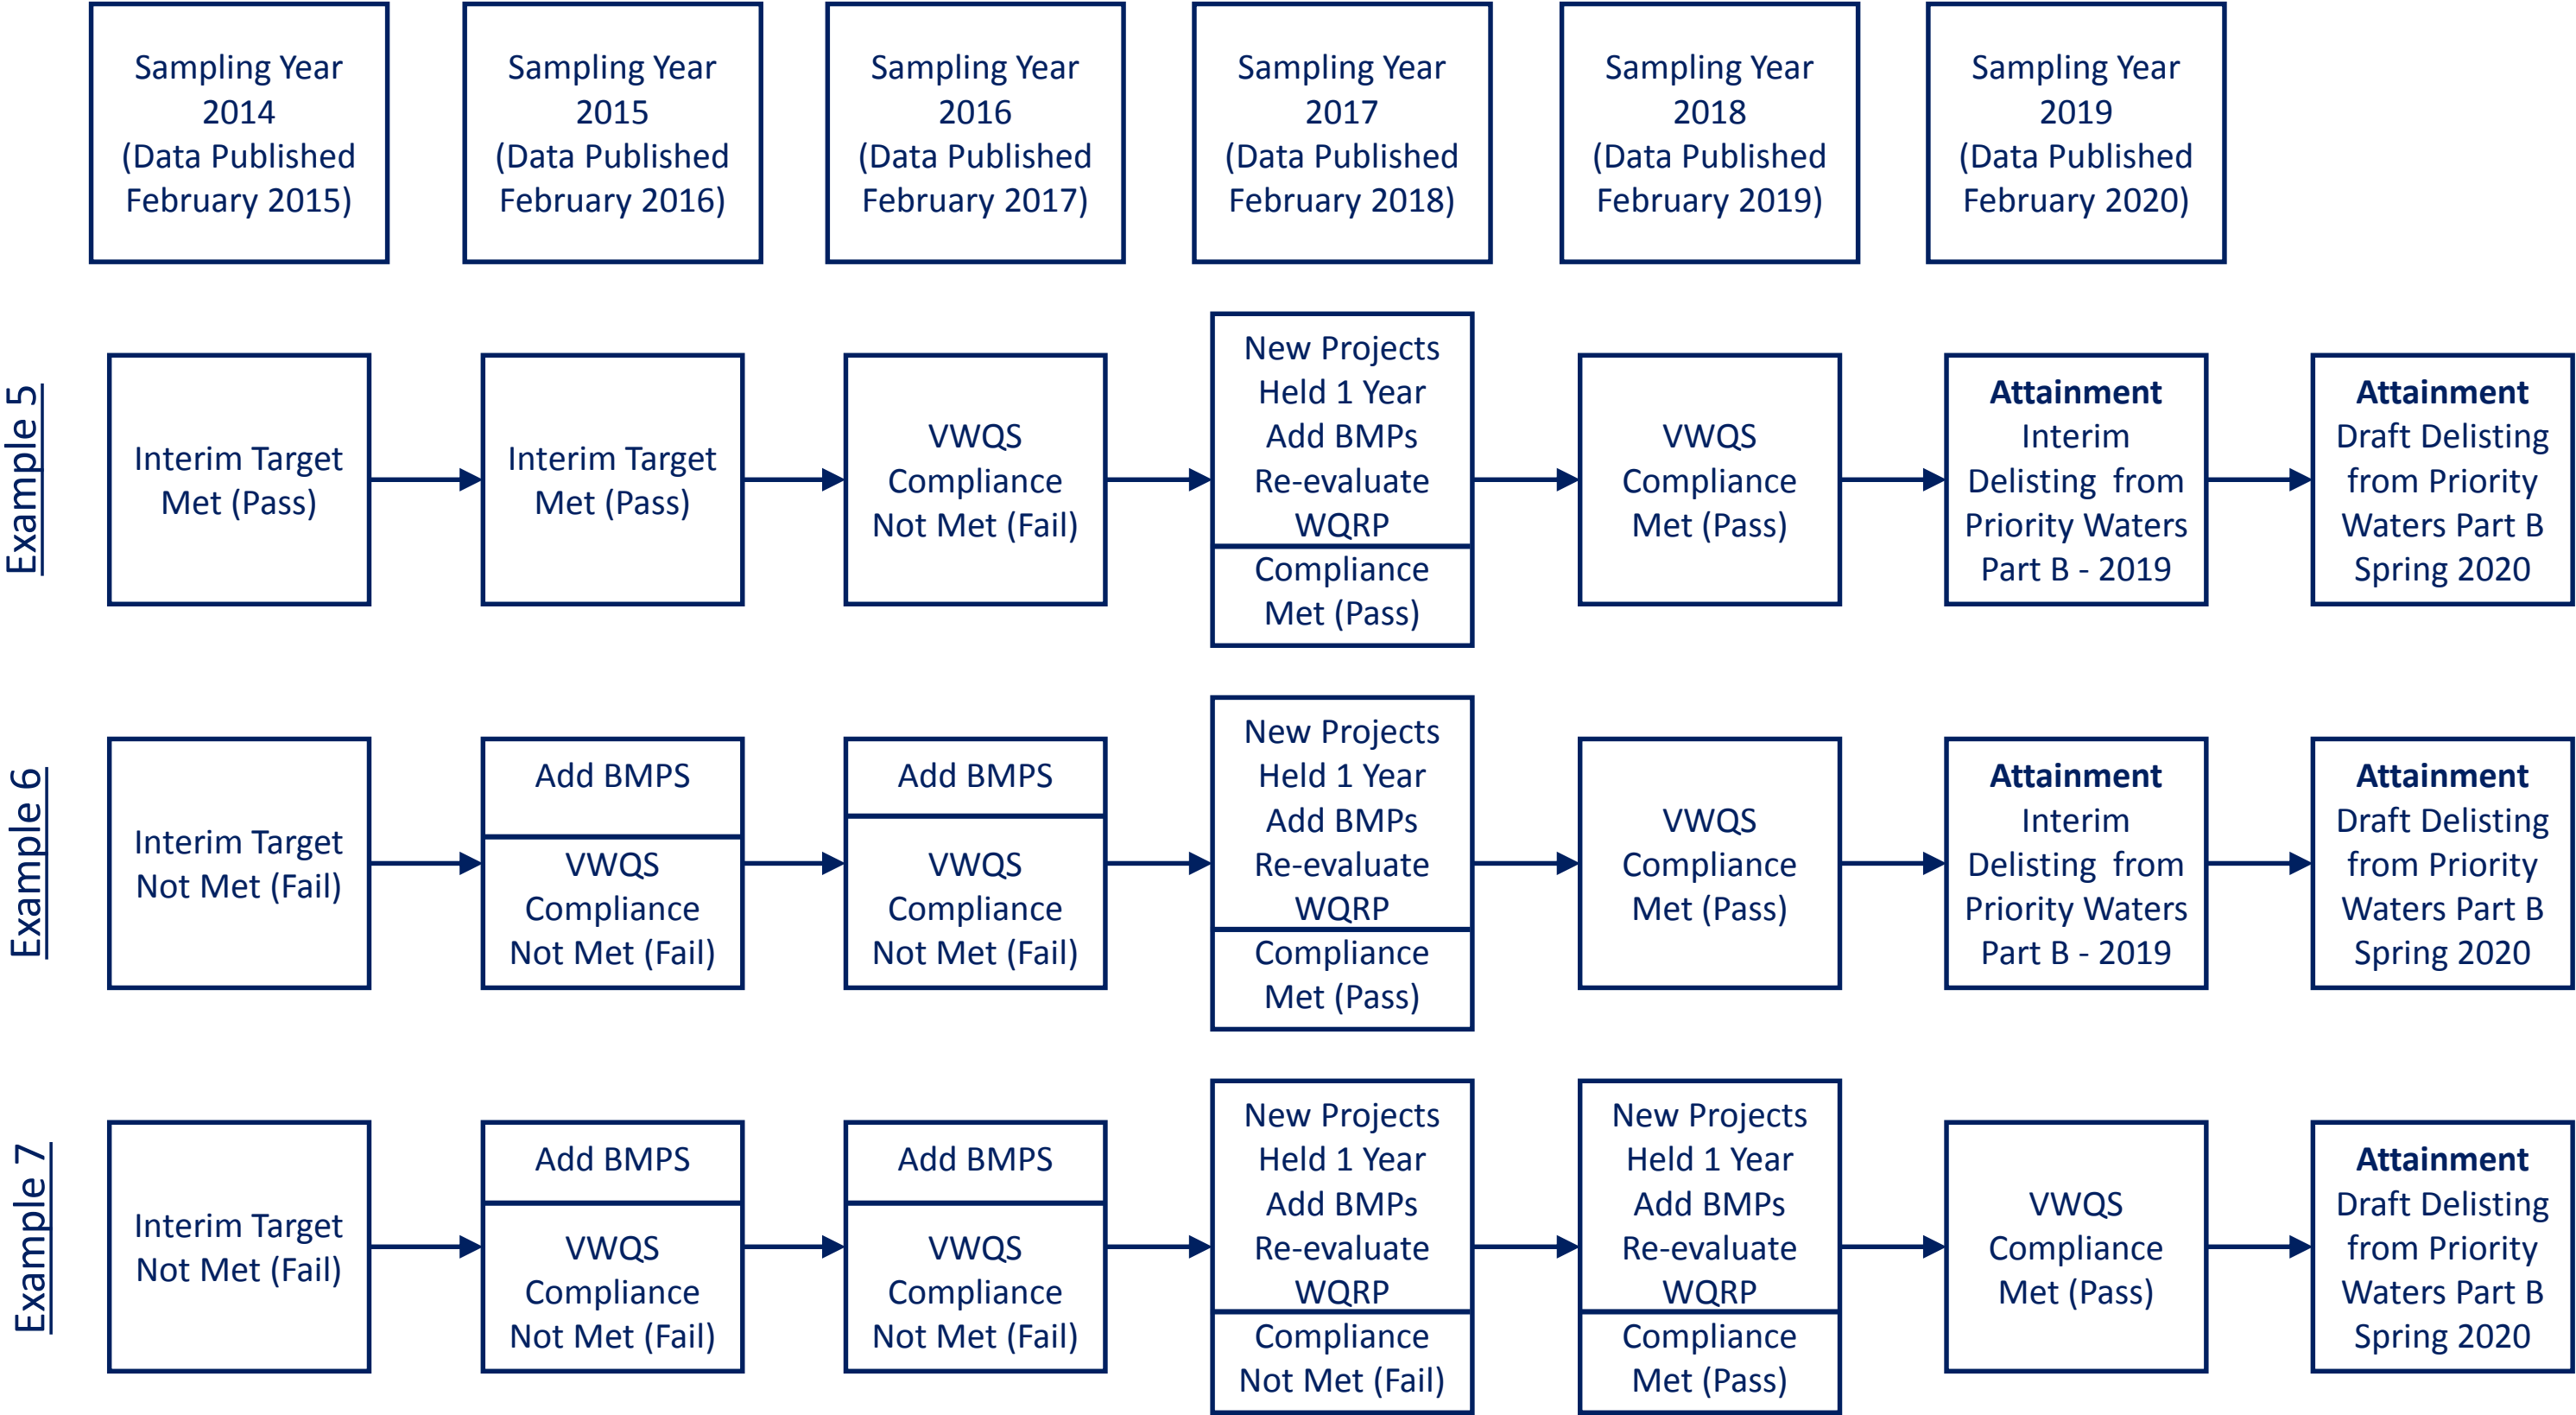 Sampling Year
2014
(Data Published
February 2015)
Sampling Year
2015
(Data Published
February 2016)
Sampling Year
2016
(Data Published
February 2017)
Sampling Year
2017
(Data Published
February 2018)
Sampling Year
2018
(Data Published
February 2019)
Sampling Year
2019
(Data Published
February 2020)
Example 5
Interim Target
Met (Pass)
Interim Target
Met (Pass)
VWQS
Compliance
Not Met (Fail)
New Projects
Held 1 Year
Add BMPs
Re-evaluate
WQRP
Compliance
Met (Pass)
VWQS
Compliance
Met (Pass)
Attainment
Interim
Delisting from
Priority Waters
Part B - 2019
Attainment
Draft Delisting
from Priority
Waters Part B
Spring 2020
Example 6
Interim Target
Not Met (Fail)
Add BMPS
VWQS
Compliance
Not Met (Fail)
Add BMPS
VWQS
Compliance
Not Met (Fail)
New Projects
Held 1 Year
Add BMPs
Re-evaluate
WQRP
Compliance
Met (Pass)
VWQS
Compliance
Met (Pass)
Attainment
Interim
Delisting from
Priority Waters
Part B - 2019
Attainment
Draft Delisting
from Priority
Waters Part B
Spring 2020
Example 7
Interim Target
Not Met (Fail)
Add BMPS
VWQS
Compliance
Not Met (Fail)
Add BMPS
VWQS
Compliance
Not Met (Fail)
New Projects
Held 1 Year
Add BMPs
Re-evaluate
WQRP
Compliance
Not Met (Fail)
New Projects
Held 1 Year
Add BMPs
Re-evaluate
WQRP
Compliance
Met (Pass)
VWQS
Compliance
Met (Pass)
Attainment
Draft Delisting
from Priority
Waters Part B
Spring 2020